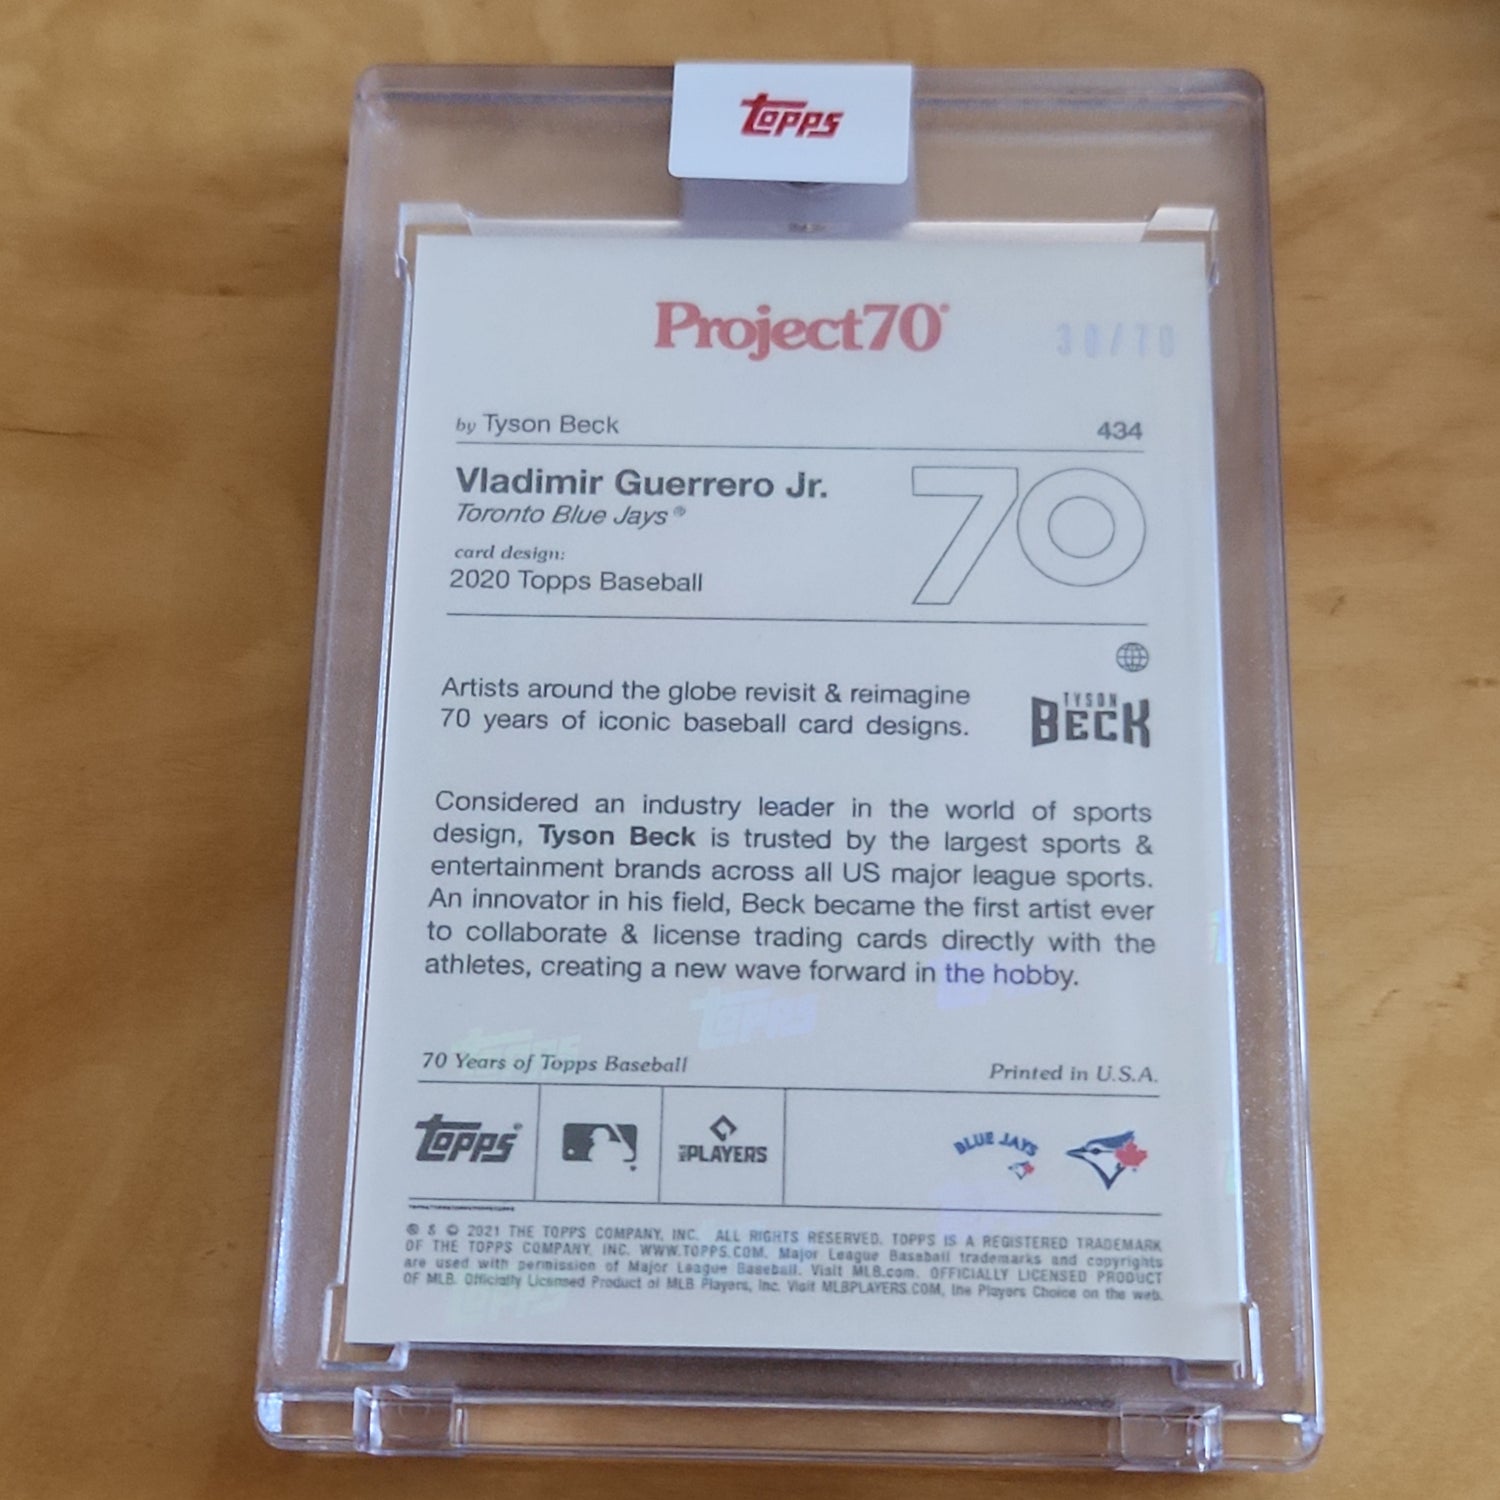 Topps
Project70®
30/70
by Tyson Beck
434
Vladimir Guerrero Jr.
Toronto Blue Jays®
card design:
2020 Topps Baseball
70
Artists around the globe revisit & reimagine
70 years of iconic baseball card designs.
TYSON
BECK
Considered an industry leader in the world of sports
design, Tyson Beck is trusted by the largest sports &
entertainment brands across all US major league sports.
An innovator in his field, Beck became the first artist ever
to collaborate & license trading cards directly with the
athletes, creating a new wave forward in the hobby.
Topps
Topps
70 Years of Topps Baseball
Printed in U.S.A.
Topps®
PLAYERS
BLUE JAYS
® & © 2021 THE TOPPS COMPANY, INC. ALL RIGHTS RESERVED. TOPPS IS A REGISTERED TRADEMARK
OF THE TOPPS COMPANY, INC. WWW.TOPPS.COM. Major League Baseball trademarks and copyrights
are used with permission of Major League Baseball. Visit MLB.com. OFFICIALLY LICENSED PRODUCT
OF MLB. Officially Licensed Product of MLB Players, Inc. Visit MLBPLAYERS.COM, the Players Choice on the web.
Topps